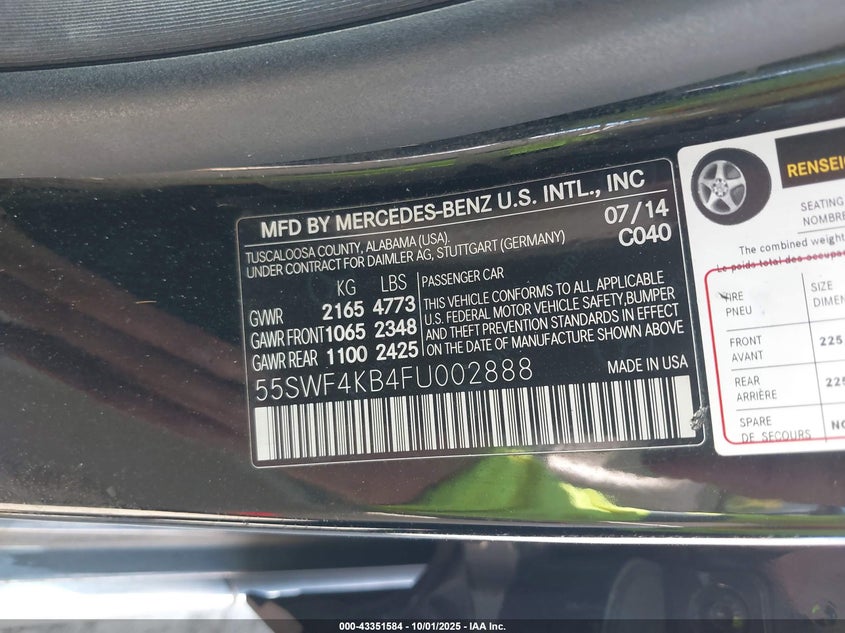 MFD BY MERCEDES-BENZ U.S. INTL., INC
07/14
TUSCALOOSA COUNTY, ALABAMA (USA).
UNDER CONTRACT FOR DAIMLER AG, STUTTGART (GERMANY)
C040
KG LBS
GVWR 2165 4773
GAWR FRONT 1065 2348
GAWR REAR 1100 2425
PASSENGER CAR
THIS VEHICLE CONFORMS TO ALL APPLICABLE
U.S. FEDERAL MOTOR VEHICLE SAFETY, BUMPER
AND THEFT PREVENTION STANDARDS IN EFFECT
ON THE DATE OF MANUFACTURE SHOWN ABOVE
55SWF4KB4FU002888
MADE IN USA
RENSEIG
SEATING
NOMBRE
The combined weight
Le poids total des occupa
TIRE
PNEU
SIZE
DIMEN
FRONT
AVANT
225
REAR
ARRIÈRE
225
SPARE
DE SECOURS
NO
000-43351584 - 10/01/2025 - IAA Inc.